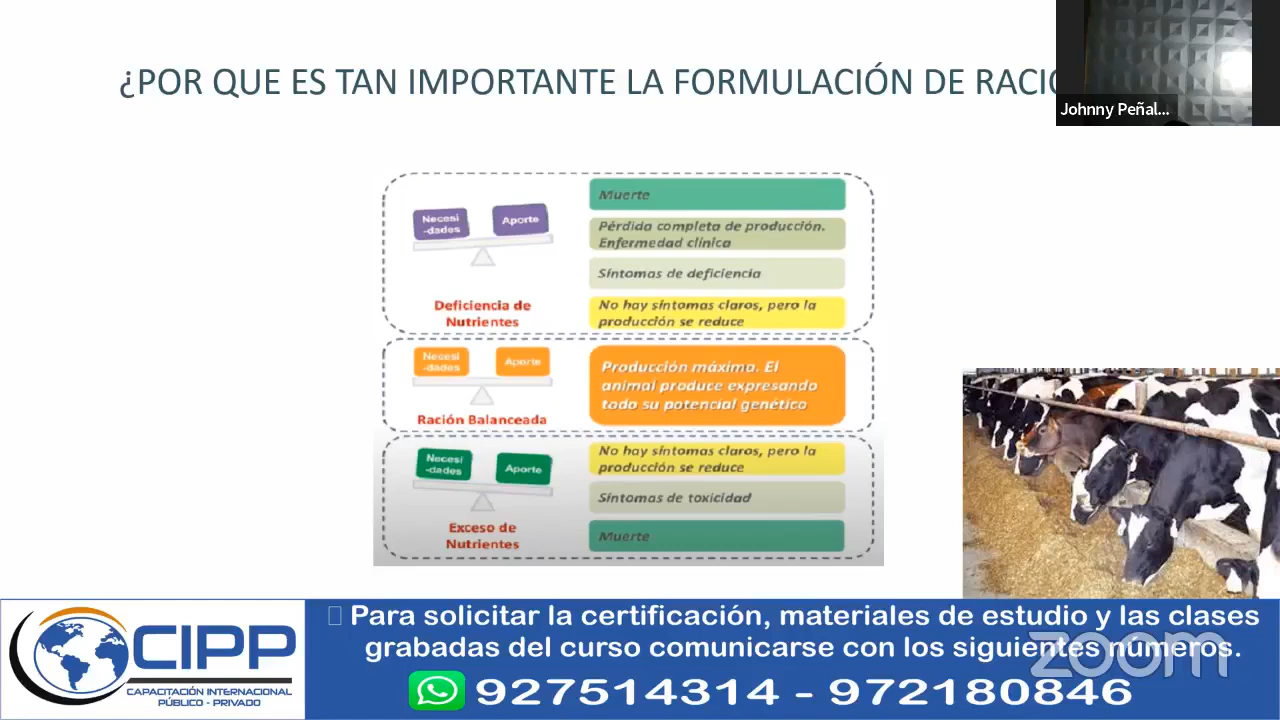 ¿POR QUE ES TAN IMPORTANTE LA FORMULACIÓN DE RACIO
Johnny Peñal...
Necesi
-dades
Aporte
Deficiencia de
Nutrientes
Muerte
Pérdida completa de producción.
Enfermedad clínica
Síntomas de deficiencia
No hay síntomas claros, pero la
producción se reduce
Necesi
-dades
Aporte
Ración Balanceada
Producción máxima. El
animal produce expresando
todo su potencial genético
Necesi
-dades
Aporte
Exceso de
Nutrientes
No hay síntomas claros, pero la
producción se reduce
Síntomas de toxicidad
Muerte
CIPP
CAPACITACIÓN INTERNACIONAL
PÚBLICO - PRIVADO
Para solicitar la certificación, materiales de estudio y las clases
grabadas del curso comunicarse con los siguientes números.
927514314 - 972180846
zoom